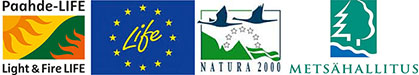 Paahde-LIFE
Light & Fire LIFE
Life
NATURA 2000
METSÄHALLITUS